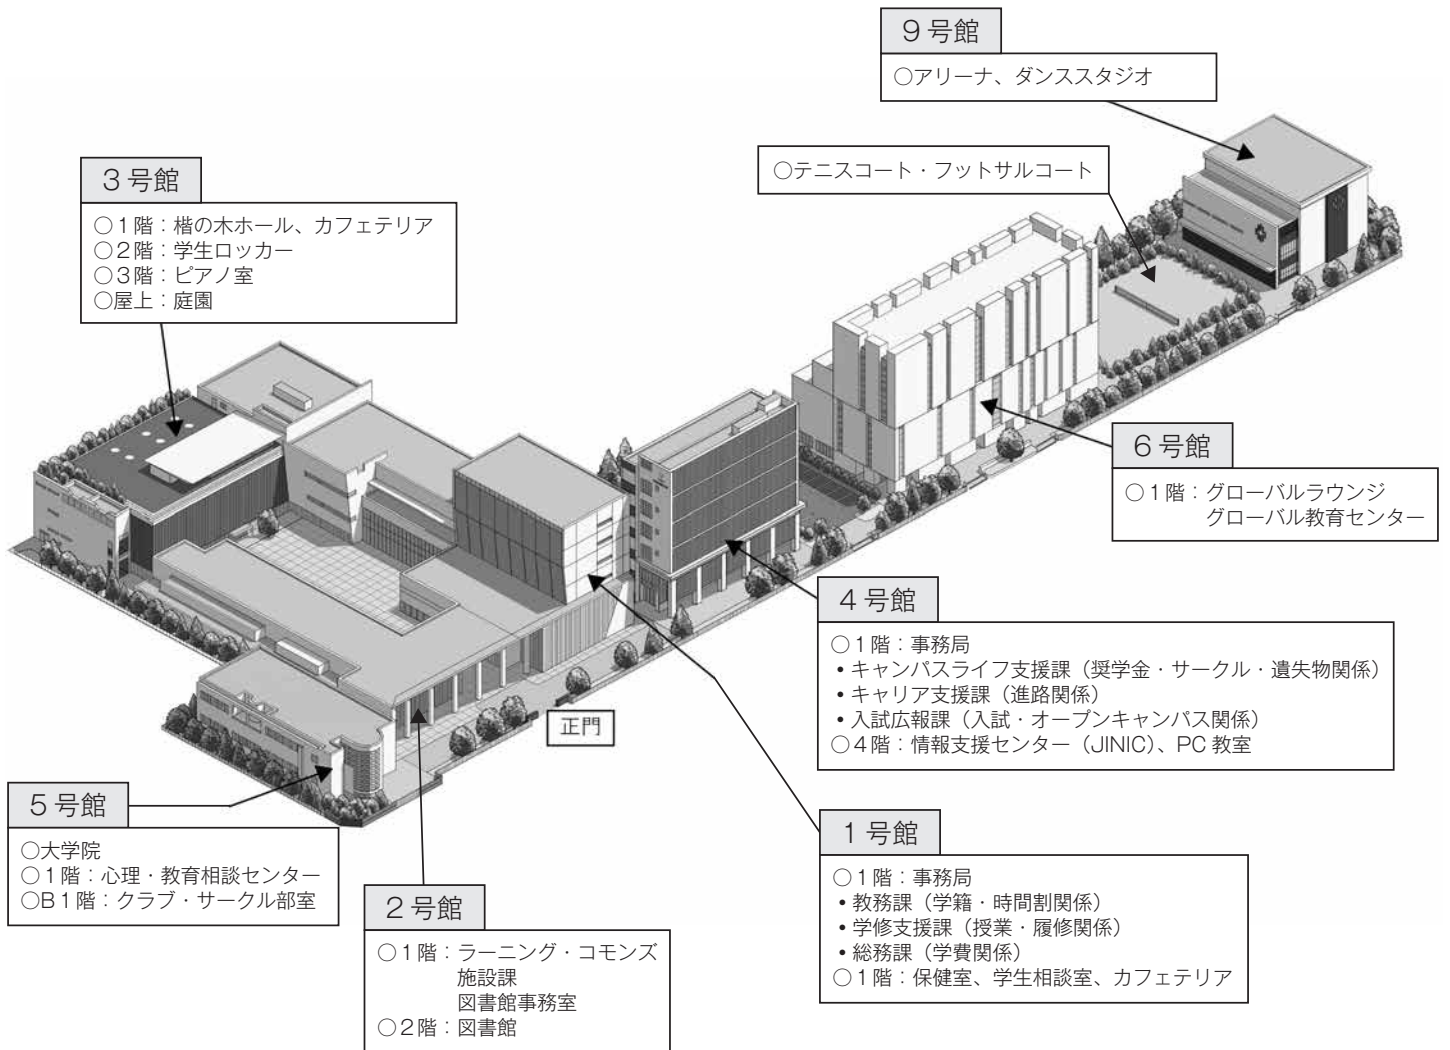 9号館
○アリーナ、ダンススタジオ
○テニスコート・フットサルコート
3号館
○1階：楷の木ホール、カフェテリア
○2階：学生ロッカー
○3階：ピアノ室
○屋上：庭園
6号館
○1階：グローバルラウンジ
グローバル教育センター
4号館
○1階：事務局
•キャンパスライフ支援課（奨学金・サークル・遺失物関係）
•キャリア支援課（進路関係）
•入試広報課（入試・オープンキャンパス関係）
○4階：情報支援センター（JINIC）、PC 教室
正門
5号館
○大学院
○1階：心理・教育相談センター
○B1階：クラブ・サークル部室
2号館
○1階：ラーニング・コモンズ
施設課
図書館事務室
○2階：図書館
1号館
○1階：事務局
•教務課（学籍・時間割関係）
•学修支援課（授業・履修関係）
•総務課（学費関係）
○1階：保健室、学生相談室、カフェテリア